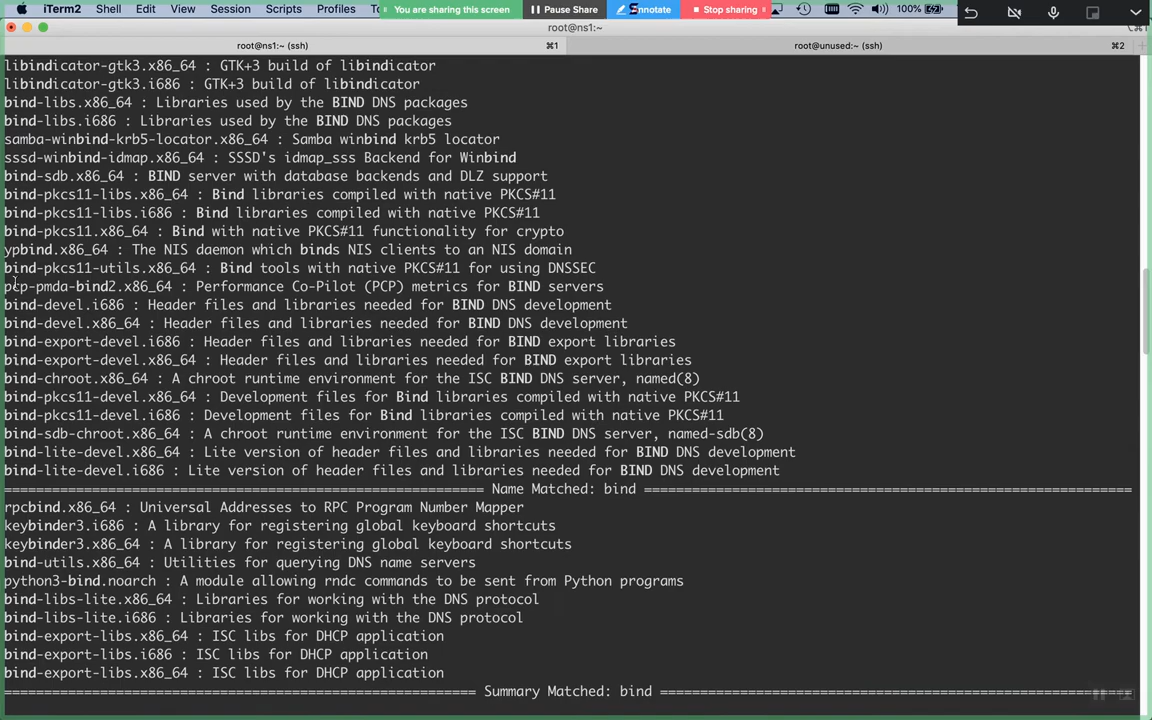 iTerm2 Shell Edit View Session Scripts Profiles You are sharing this screen Pause Share Annotate Stop sharing 100%
root@ns1:~ (ssh)
root@ns1:~ (ssh) ⌘1 root@unused:~ (ssh) ⌘2
libindicator-gtk3.x86_64 : GTK+3 build of libindicator
libindicator-gtk3.i686 : GTK+3 build of libindicator
bind-libs.x86_64 : Libraries used by the BIND DNS packages
bind-libs.i686 : Libraries used by the BIND DNS packages
samba-winbind-krb5-locator.x86_64 : Samba winbind krb5 locator
sssd-winbind-idmap.x86_64 : SSSD's idmap_sss Backend for Winbind
bind-sdb.x86_64 : BIND server with database backends and DLZ support
bind-pkcs11-libs.x86_64 : Bind libraries compiled with native PKCS#11
bind-pkcs11-libs.i686 : Bind libraries compiled with native PKCS#11
bind-pkcs11.x86_64 : Bind with native PKCS#11 functionality for crypto
ypbind.x86_64 : The NIS daemon which binds NIS clients to an NIS domain
bind-pkcs11-utils.x86_64 : Bind tools with native PKCS#11 for using DNSSEC
pcp-pmda-bind2.x86_64 : Performance Co-Pilot (PCP) metrics for BIND servers
bind-devel.i686 : Header files and libraries needed for BIND DNS development
bind-devel.x86_64 : Header files and libraries needed for BIND DNS development
bind-export-devel.i686 : Header files and libraries needed for BIND export libraries
bind-export-devel.x86_64 : Header files and libraries needed for BIND export libraries
bind-chroot.x86_64 : A chroot runtime environment for the ISC BIND DNS server, named(8)
bind-pkcs11-devel.x86_64 : Development files for Bind libraries compiled with native PKCS#11
bind-pkcs11-devel.i686 : Development files for Bind libraries compiled with native PKCS#11
bind-sdb-chroot.x86_64 : A chroot runtime environment for the ISC BIND DNS server, named-sdb(8)
bind-lite-devel.x86_64 : Lite version of header files and libraries needed for BIND DNS development
bind-lite-devel.i686 : Lite version of header files and libraries needed for BIND DNS development
============================================================ Name Matched: bind =============================================================
rpcbind.x86_64 : Universal Addresses to RPC Program Number Mapper
keybinder3.i686 : A library for registering global keyboard shortcuts
keybinder3.x86_64 : A library for registering global keyboard shortcuts
bind-utils.x86_64 : Utilities for querying DNS name servers
python3-bind.noarch : A module allowing rndc commands to be sent from Python programs
bind-libs-lite.x86_64 : Libraries for working with the DNS protocol
bind-libs-lite.i686 : Libraries for working with the DNS protocol
bind-export-libs.x86_64 : ISC libs for DHCP application
bind-export-libs.i686 : ISC libs for DHCP application
bind-export-libs.x86_64 : ISC libs for DHCP application
=========================================================== Summary Matched: bind ===========================================================